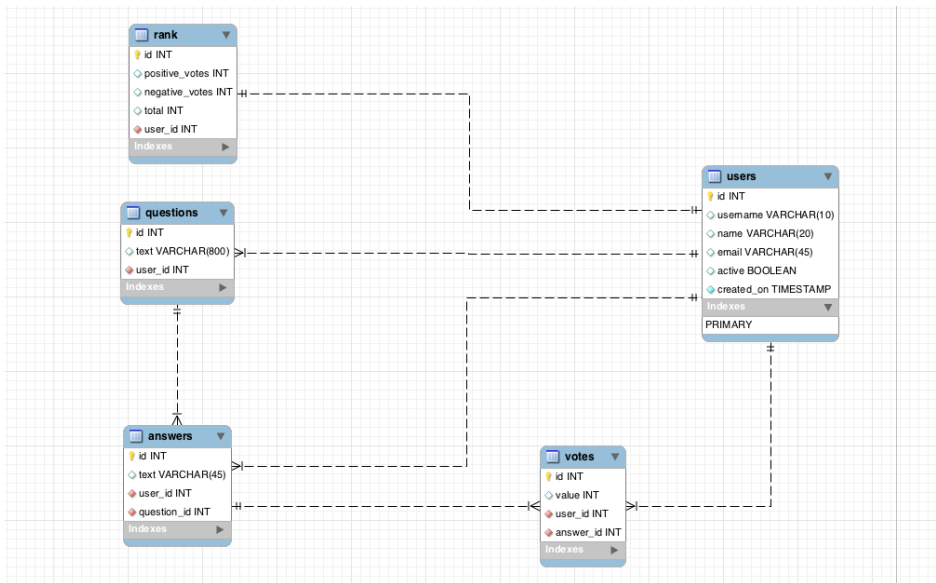 rank
id INT
positive_votes INT
negative_votes INT
total INT
user_id INT
Indexes
questions
id INT
text VARCHAR(800)
user_id INT
Indexes
users
id INT
username VARCHAR(10)
name VARCHAR(20)
email VARCHAR(45)
active BOOLEAN
created_on TIMESTAMP
Indexes
PRIMARY
answers
id INT
text VARCHAR(45)
user_id INT
question_id INT
Indexes
votes
id INT
value INT
user_id INT
answer_id INT
Indexes